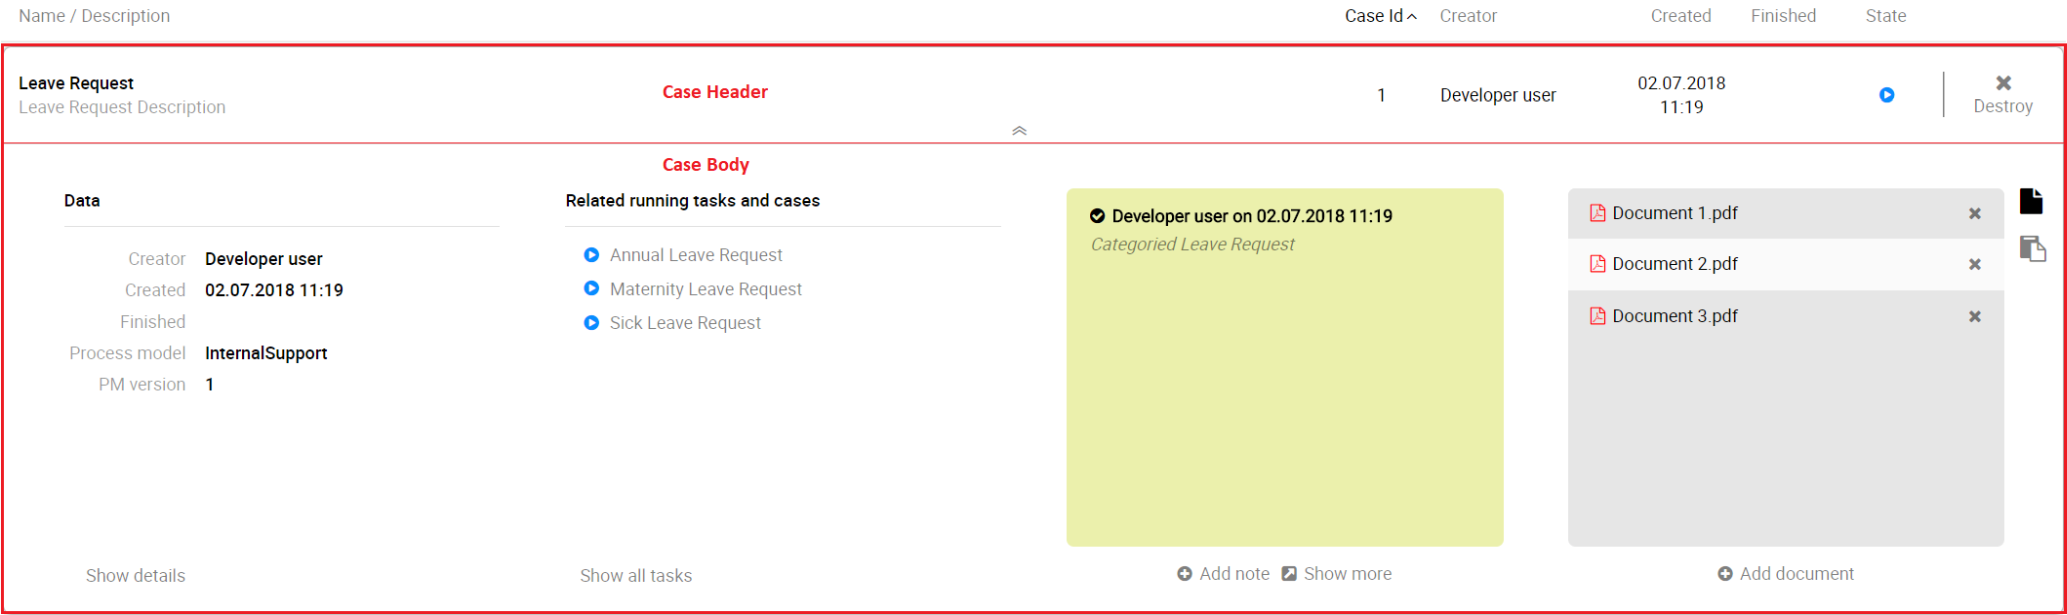 Name / Description Case Id Creator Created Finished State
Leave Request
Leave Request Description
Case Header
1 Developer user 02.07.2018
11:19
Destroy
Case Body
Data
Creator Developer user
Created 02.07.2018 11:19
Finished
Process model InternalSupport
PM version 1
Show details
Related running tasks and cases
Annual Leave Request
Maternity Leave Request
Sick Leave Request
Show all tasks
Developer user on 02.07.2018 11:19
Categoried Leave Request
Add note Show more
Document 1.pdf
Document 2.pdf
Document 3.pdf
Add document